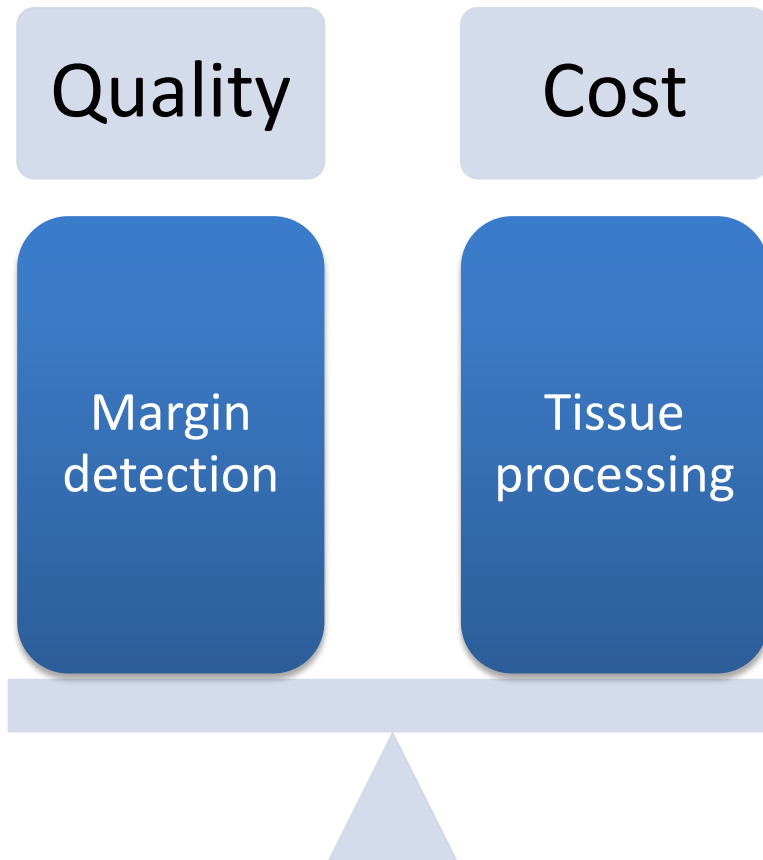 Quality
Cost
Margin
detection
Tissue
processing